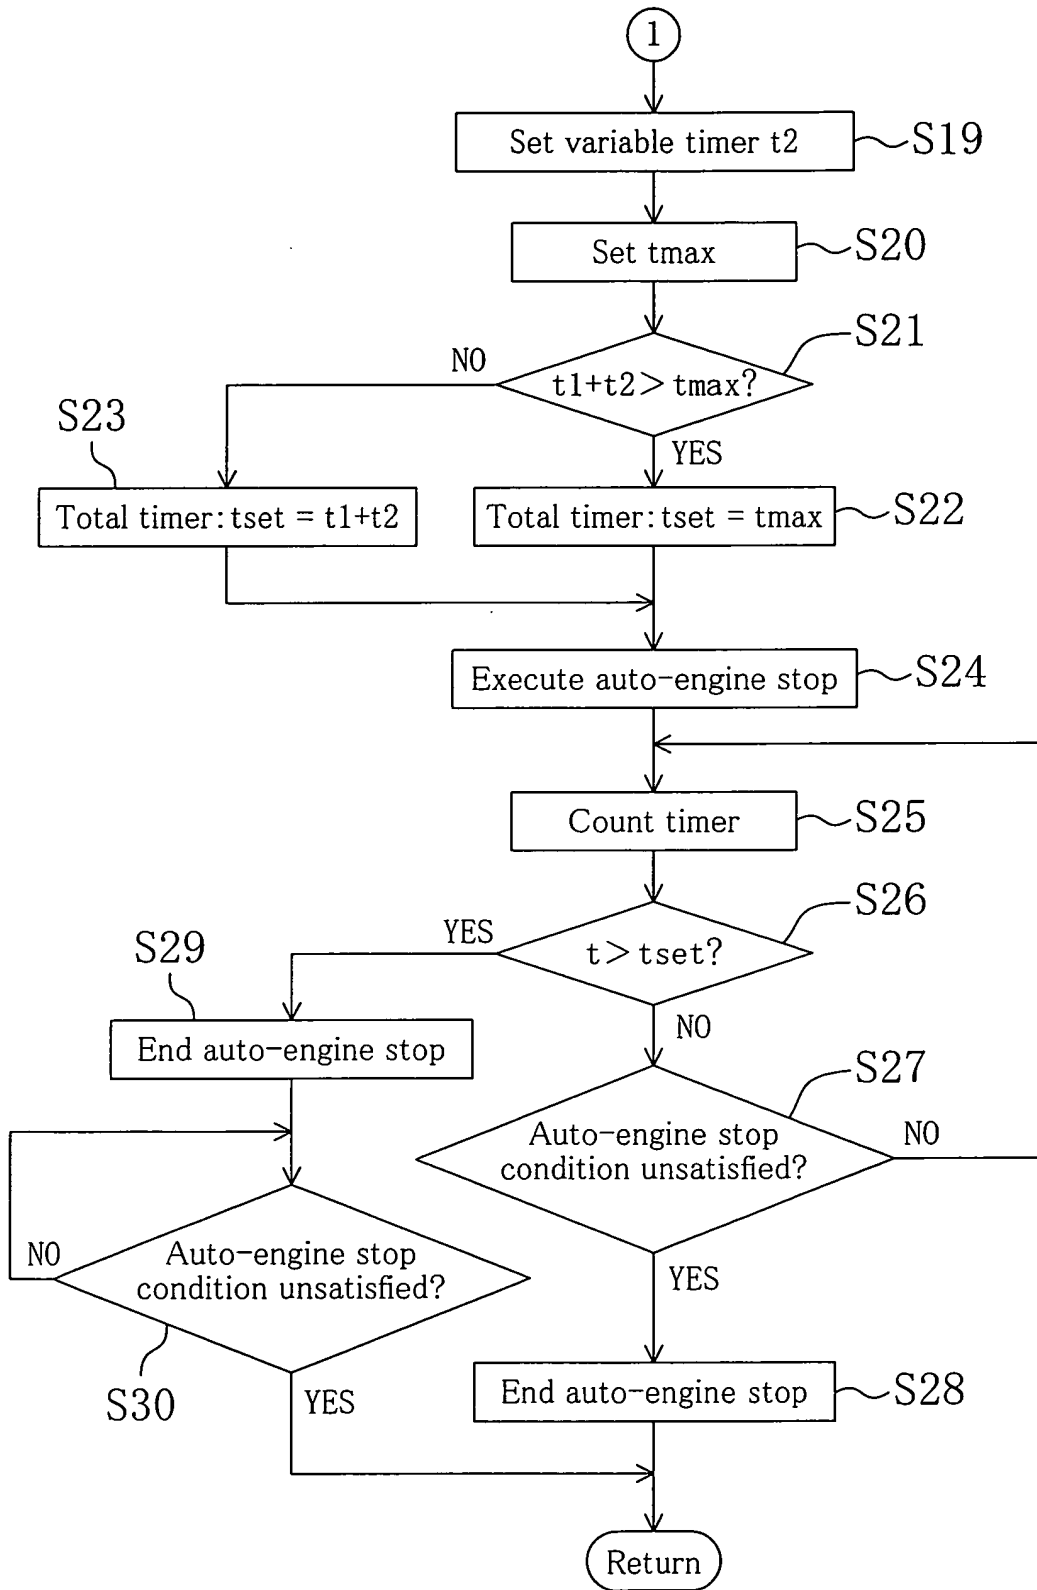 1
Set variable timer t2
S19
Set tmax
S20
S21
NO
t1+t2＞tmax?
S23
YES
Total timer:tset = t1+t2
Total timer:tset = tmax
S22
Execute auto-engine stop
S24
Count timer
S25
S26
YES
t＞tset?
S29
NO
End auto-engine stop
S27
Auto-engine stop
condition unsatisfied?
NO
NO
Auto-engine stop
condition unsatisfied?
YES
S30
YES
End auto-engine stop
S28
Return